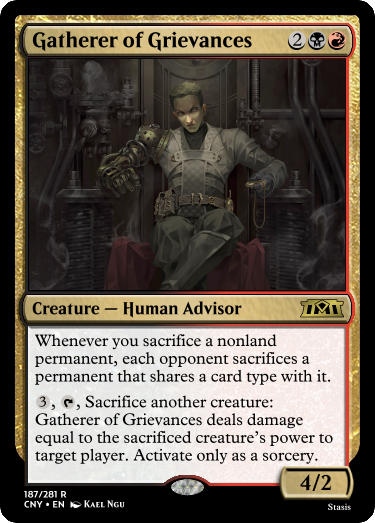 Gatherer of Grievances 2
Creature — Human Advisor
Whenever you sacrifice a nonland
permanent, each opponent sacrifices a
permanent that shares a card type with it.
3, , Sacrifice another creature:
Gatherer of Grievances deals damage
equal to the sacrificed creature's power to
target player. Activate only as a sorcery.
4/2
187/281 R
CNY • EN Kael Ngu
Stasis